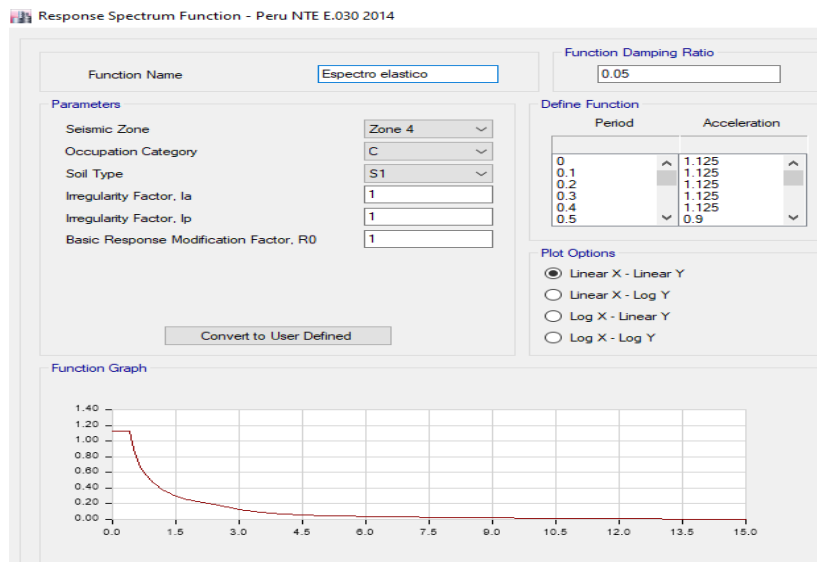 Response Spectrum Function - Peru NTE E.030 2014
Function Name
Espectro elastico
Function Damping Ratio
0.05
Parameters
Seismic Zone
Zone 4
Occupation Category
C
Soil Type
S1
Irregularity Factor, Ia
1
Irregularity Factor, Ip
1
Basic Response Modification Factor, R0
1
Convert to User Defined
Define Function
Period Acceleration
0 1.125
0.1 1.125
0.2 1.125
0.3 1.125
0.4 1.125
0.5 0.9
Plot Options
Linear X - Linear Y
Linear X - Log Y
Log X - Linear Y
Log X - Log Y
Function Graph
1.40
1.20
1.00
0.80
0.60
0.40
0.20
0.00
0.0 1.5 3.0 4.5 6.0 7.5 9.0 10.5 12.0 13.5 15.0